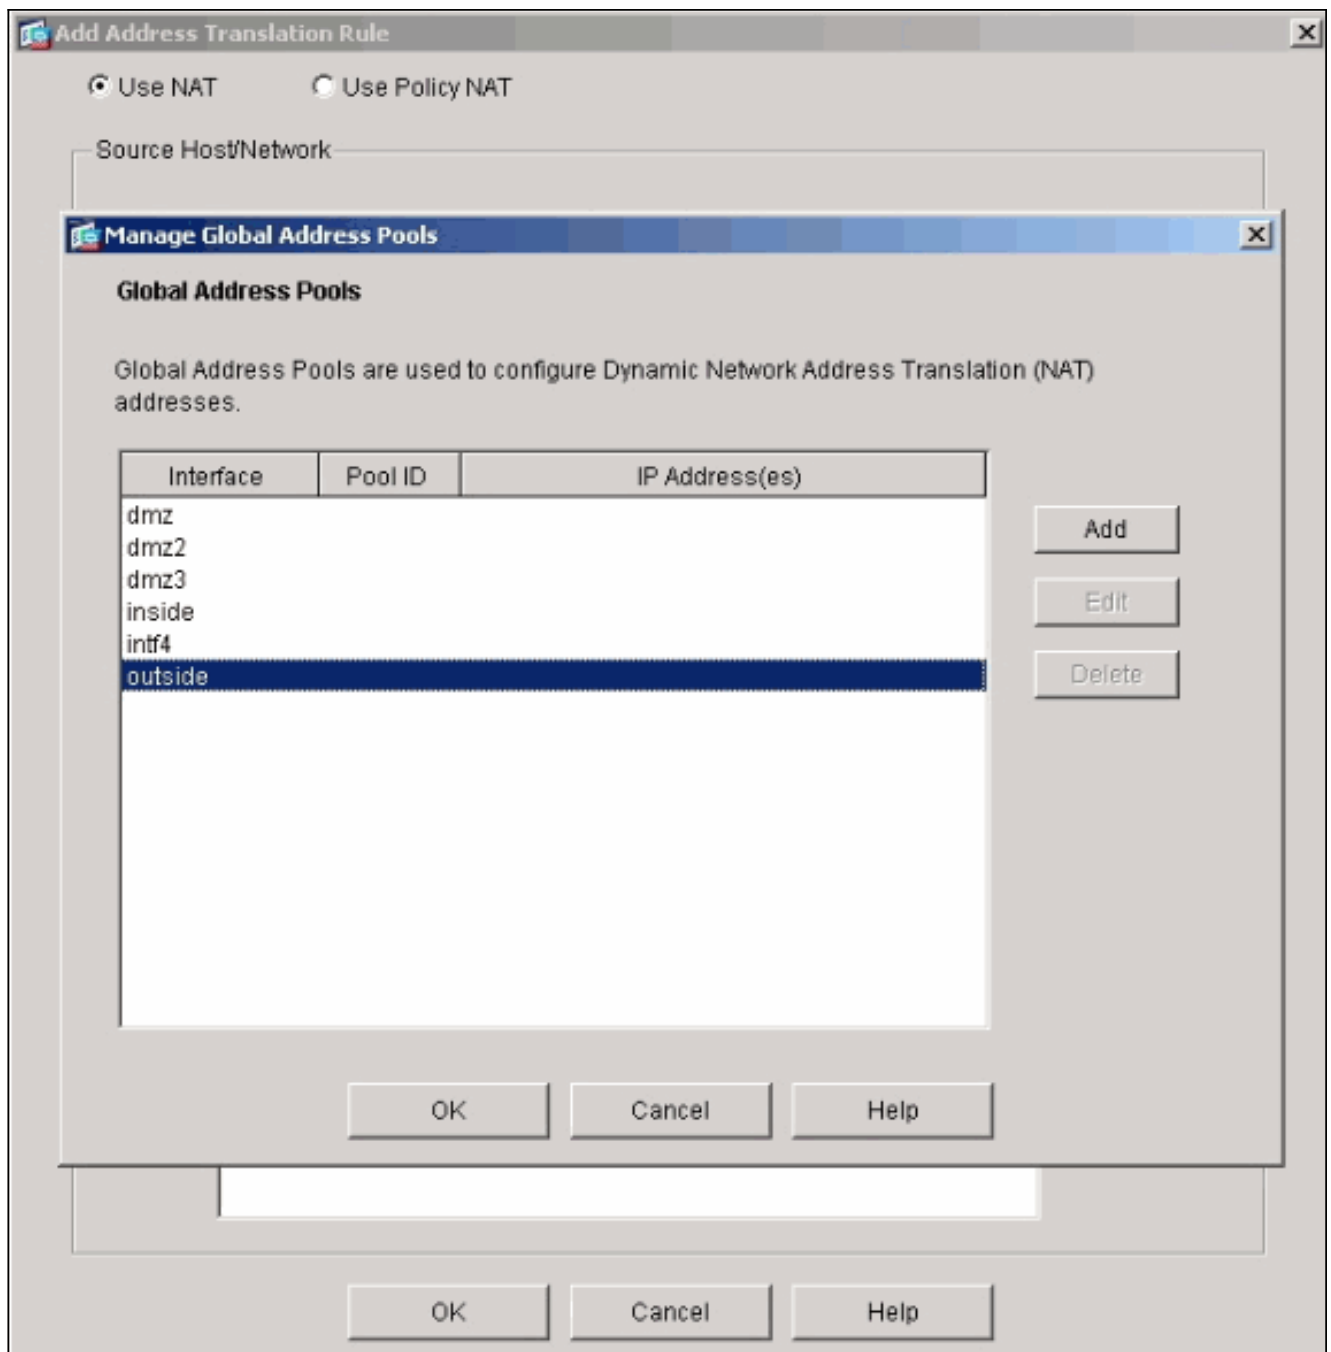 Add Address Translation Rule
Use NAT Use Policy NAT
Source Host/Network
Manage Global Address Pools
Global Address Pools
Global Address Pools are used to configure Dynamic Network Address Translation (NAT)
addresses.
Interface Pool ID IP Address(es)
dmz
Add
dmz2
dmz3
Edit
inside
intf4
outside
Delete
OK Cancel Help
OK Cancel Help